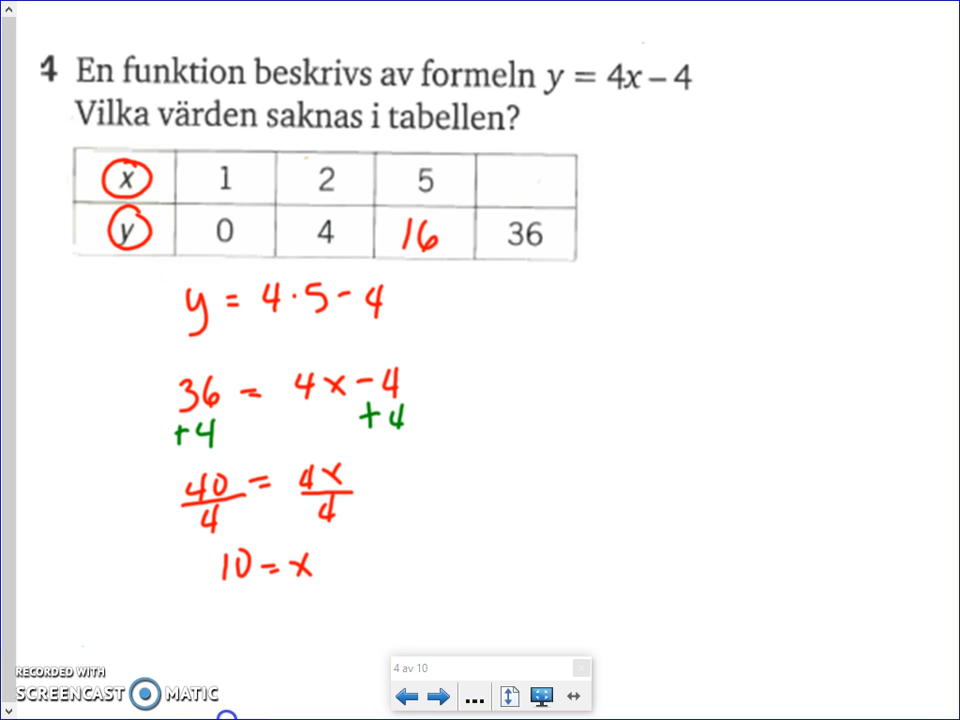 4 En funktion beskrivs av formeln y = 4x – 4
Vilka värden saknas i tabellen?
x 1 2 5
y 0 4 16 36
y = 4 · 5 - 4
36 = 4x - 4
+4 +4
40/4 = 4x/4
10 = x
RECORDED WITH
SCREENCAST MATIC
4 av 10